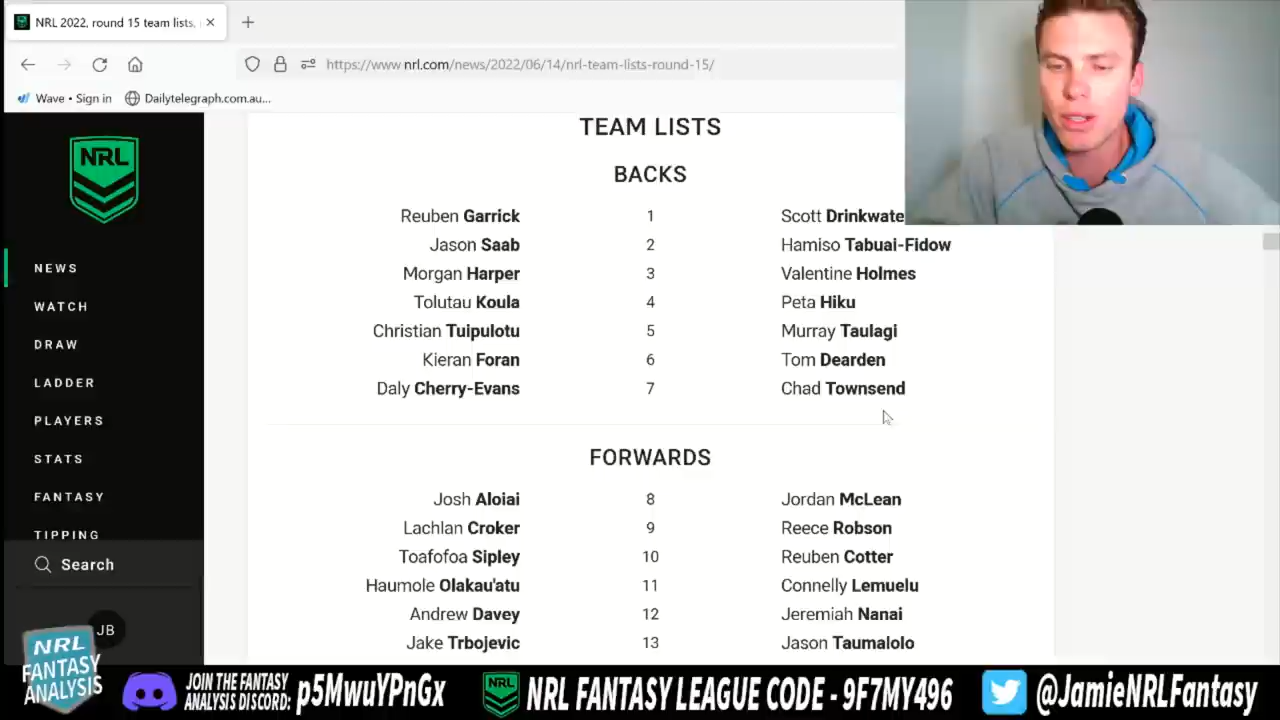 NRL 2022, round 15 team lists,
https://www.nrl.com/news/2022/06/14/nrl-team-lists-round-15/
Wave • Sign in
Dailytelegraph.com.au...
NRL
NEWS
WATCH
DRAW
LADDER
PLAYERS
STATS
FANTASY
TIPPING
Search
JB
TEAM LISTS
BACKS
Reuben Garrick 1 Scott Drinkwate
Jason Saab 2 Hamiso Tabuai-Fidow
Morgan Harper 3 Valentine Holmes
Tolutau Koula 4 Peta Hiku
Christian Tuipulotu 5 Murray Taulagi
Kieran Foran 6 Tom Dearden
Daly Cherry-Evans 7 Chad Townsend
FORWARDS
Josh Aloiai 8 Jordan McLean
Lachlan Croker 9 Reece Robson
Toafofoa Sipley 10 Reuben Cotter
Haumole Olakau'atu 11 Connelly Lemuelu
Andrew Davey 12 Jeremiah Nanai
Jake Trbojevic 13 Jason Taumalolo
NRL
FANTASY
ANALYSIS
JOIN THE FANTASY
ANALYSIS DISCORD: p5MwuYPnGx
NRL
NRL FANTASY LEAGUE CODE - 9F7MY496
@JamieNRLFantasy